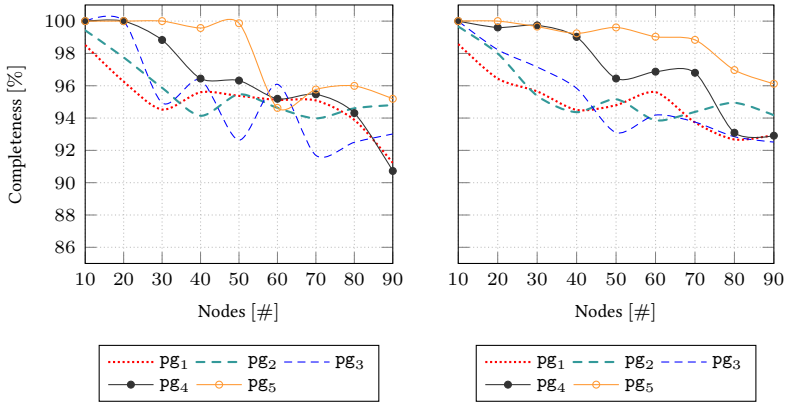 100
98
96
94
92
90
88
86
Completeness [%]
10 20 30 40 50 60 70 80 90
Nodes [#]
pg1 pg2 pg3
pg4 pg5
10 20 30 40 50 60 70 80 90
Nodes [#]
pg1 pg2 pg3
pg4 pg5